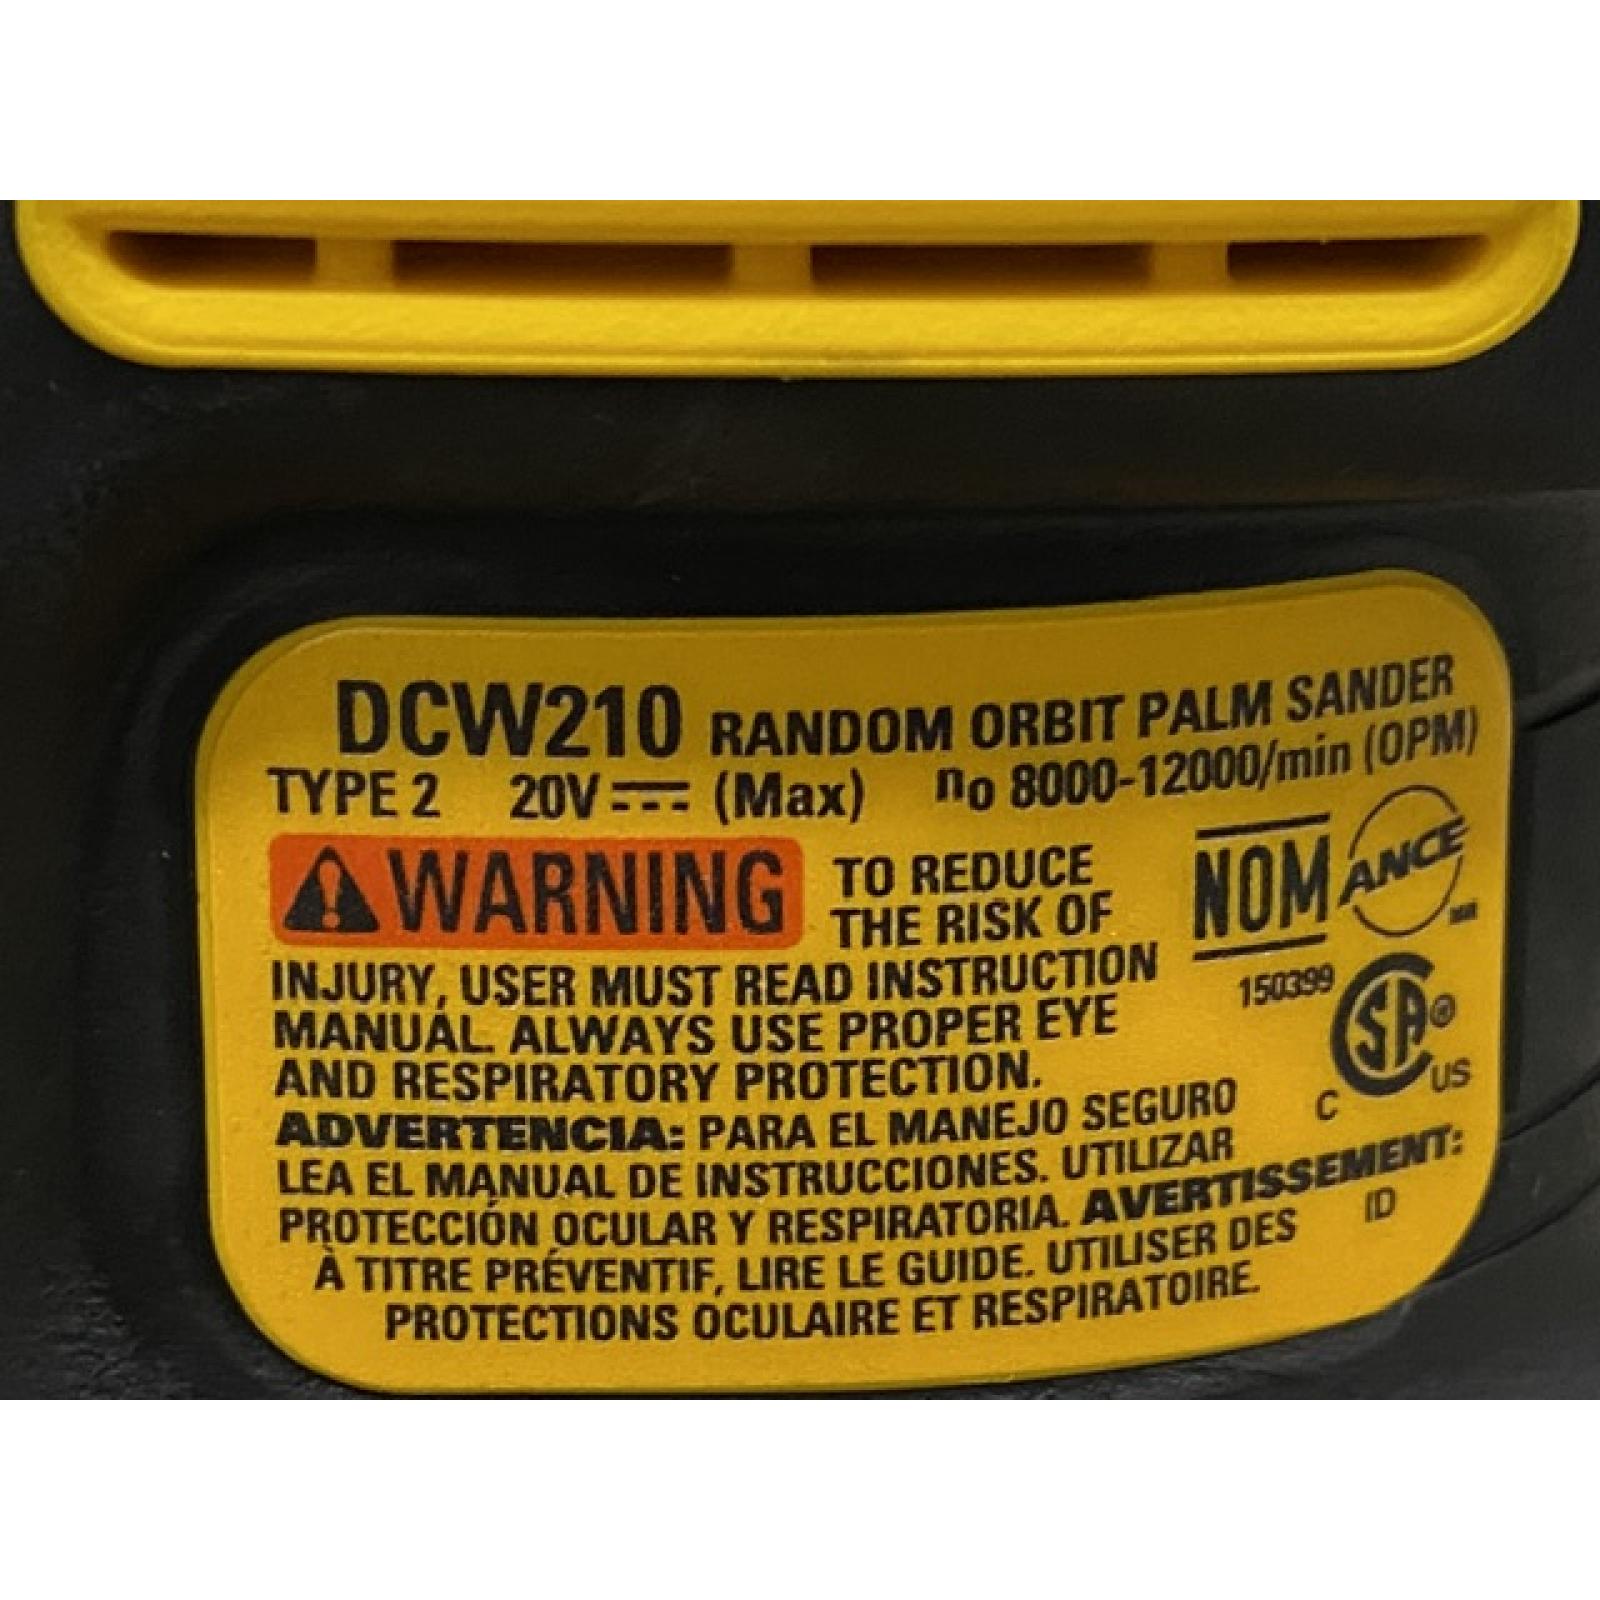 DCW210 RANDOM ORBIT PALM SANDER
TYPE 2 20V (Max) no 8000-12000/min (OPM)
WARNING TO REDUCE
THE RISK OF
INJURY, USER MUST READ INSTRUCTION
MANUAL. ALWAYS USE PROPER EYE
AND RESPIRATORY PROTECTION.
NOM ANCE
150399 SA®
C US
ADVERTENCIA: PARA EL MANEJO SEGURO
LEA EL MANUAL DE INSTRUCCIONES. UTILIZAR
PROTECCIÓN OCULAR Y RESPIRATORIA. AVERTISSEMENT:
À TITRE PRÉVENTIF, LIRE LE GUIDE. UTILISER DES
PROTECTIONS OCULAIRE ET RESPIRATOIRE.
ID